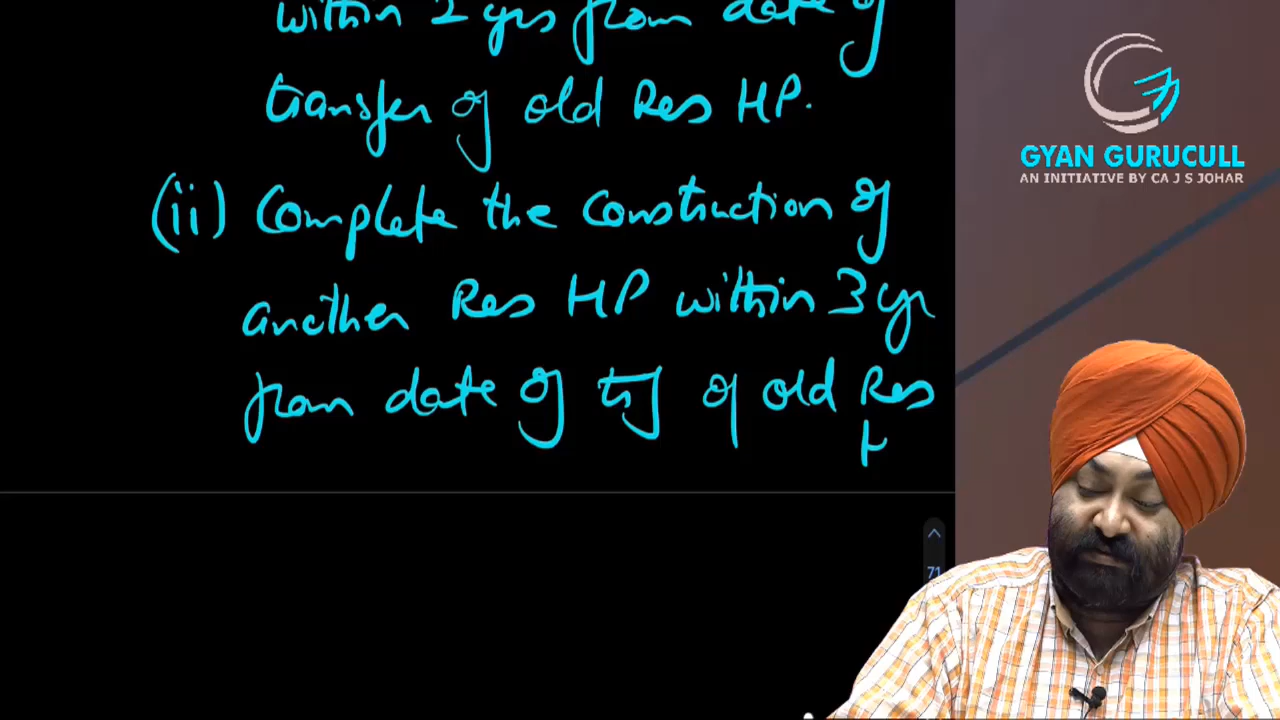 within 2 yrs from date of
transfer of old Res HP.
(ii) Complete the construction of
another Res HP within 3 yr
from date of trf of old Res
H
GYAN GURUCULL
AN INITIATIVE BY CA J S JOHAR
71